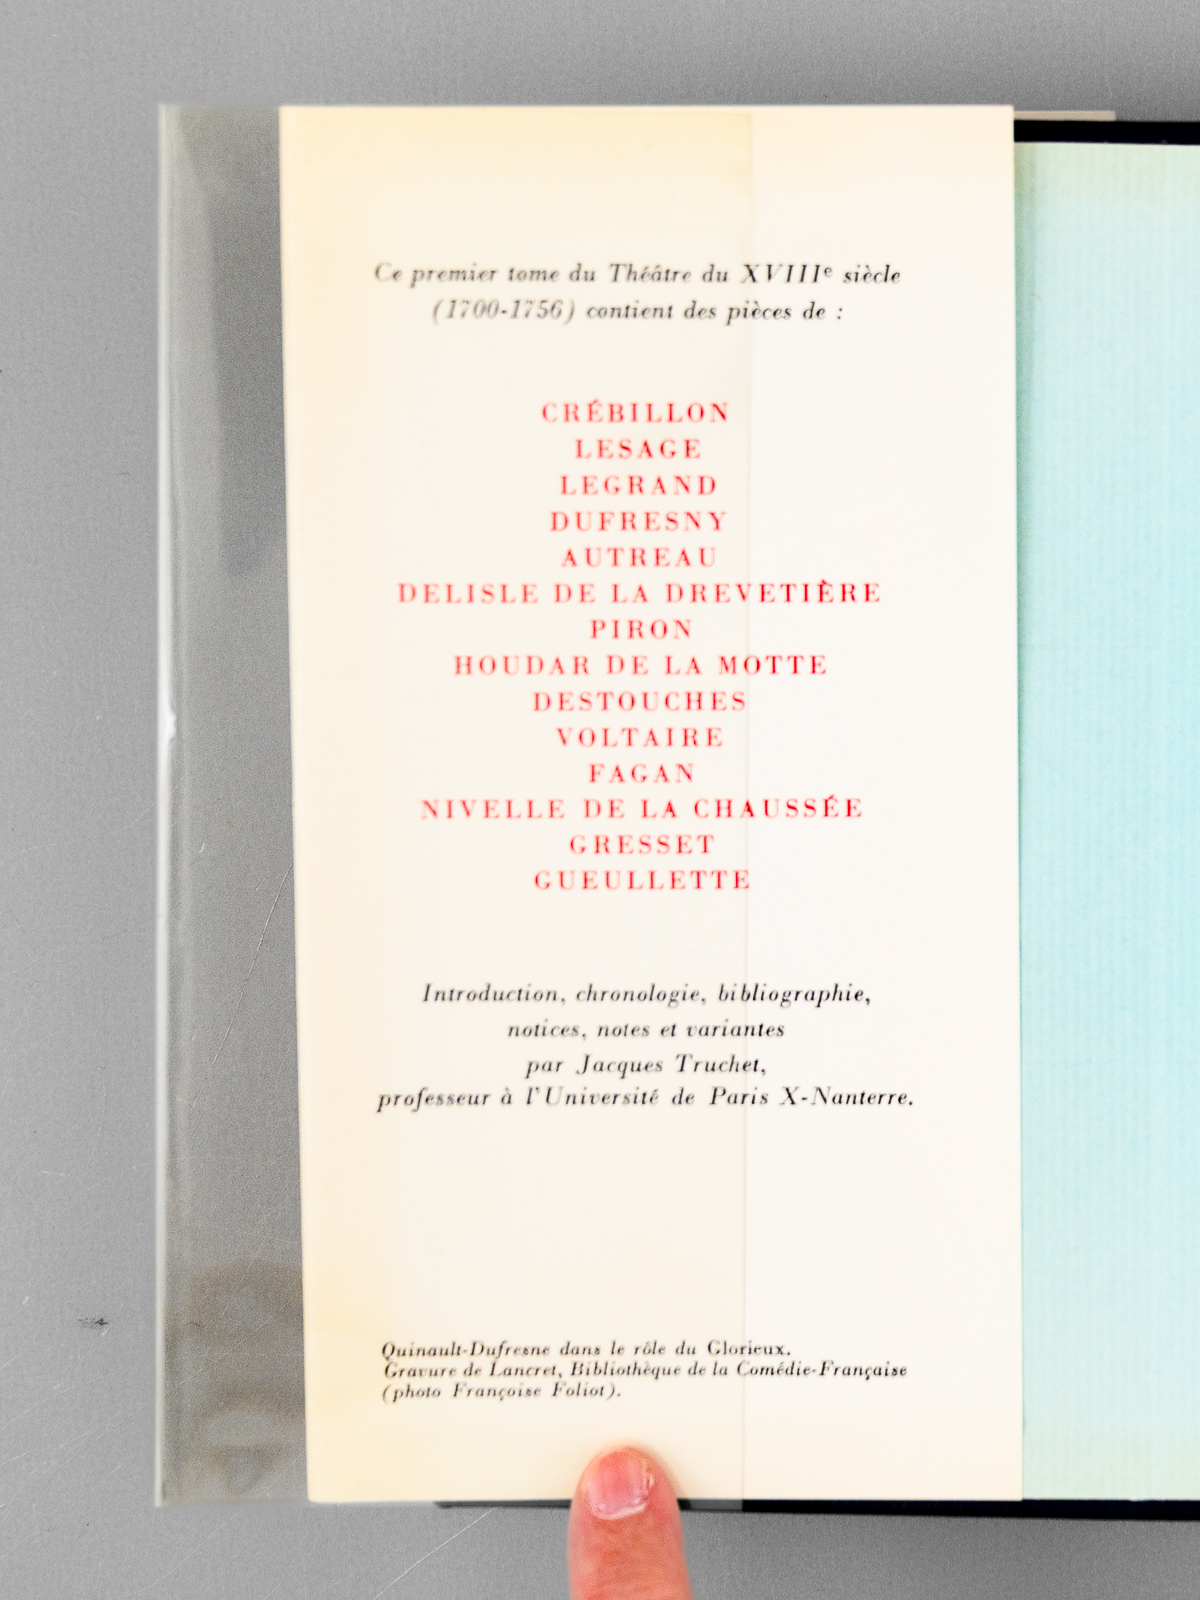 Ce premier tome du Théâtre du XVIIIe siècle
(1700-1756) contient des pièces de :
CRÉBILLON
LESAGE
LEGRAND
DUFRESNY
AUTREAU
DELISLE DE LA DREVETIÈRE
PIRON
HOUDAR DE LA MOTTE
DESTOUCHES
VOLTAIRE
FAGAN
NIVELLE DE LA CHAUSSÉE
GRESSET
GUEULLETTE
Introduction, chronologie, bibliographie,
notices, notes et variantes
par Jacques Truchet,
professeur à l'Université de Paris X-Nanterre.
Quinault-Dufresne dans le rôle du Glorieux.
Gravure de Lancret, Bibliothèque de la Comédie-Française
(photo Françoise Foliot).